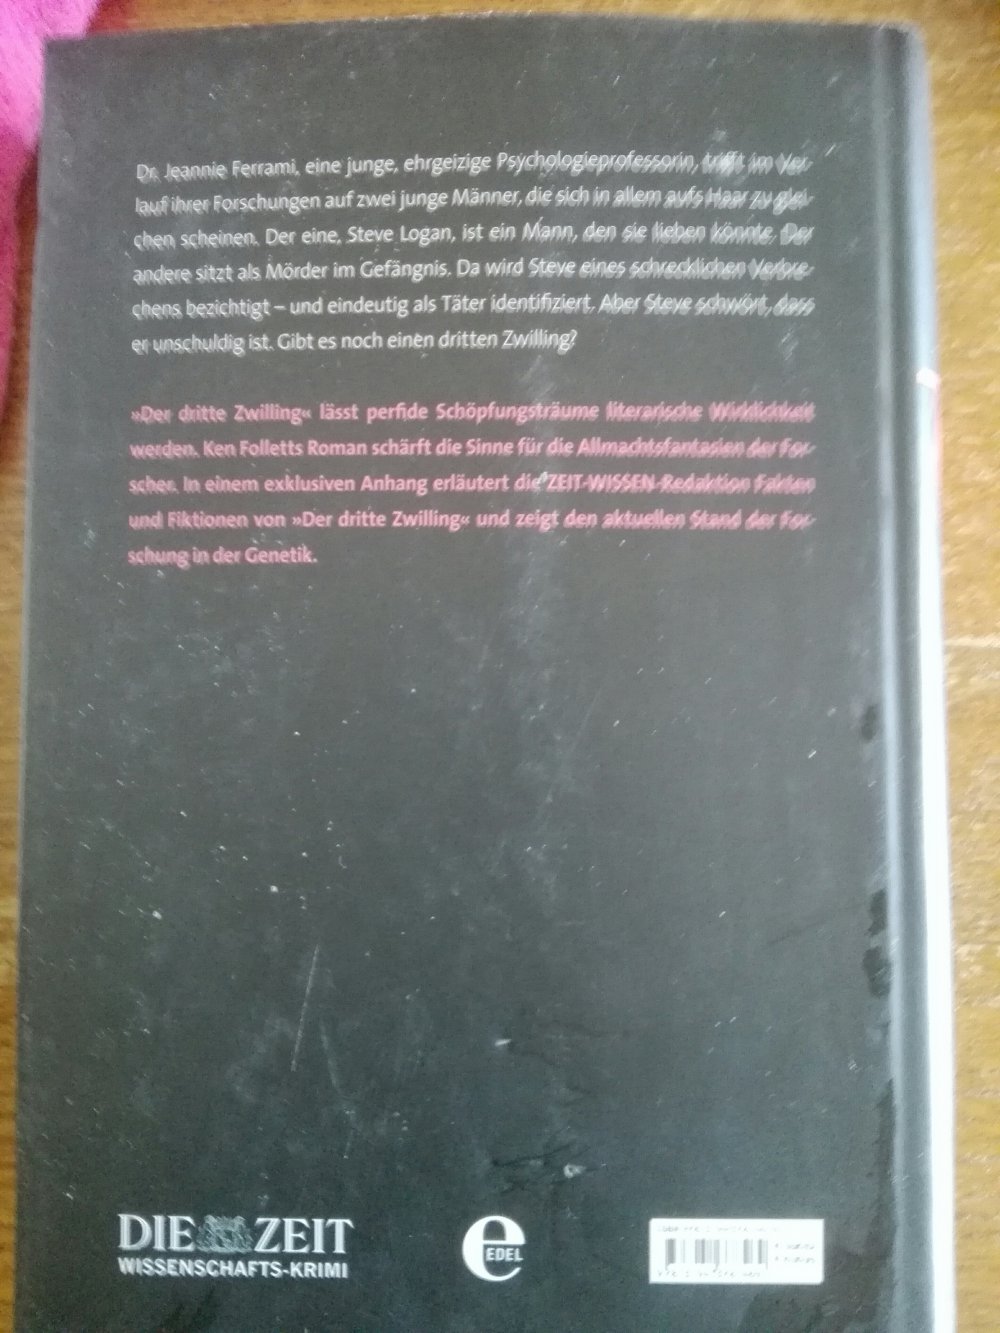 Dr. Jeannie Ferrami, eine junge, ehrgeizige Psychologieprofessorin, trifft im Ver-
lauf ihrer Forschungen auf zwei junge Männer, die sich in allem aufs Haar zu glei-
chen scheinen. Der eine, Steve Logan, ist ein Mann, den sie lieben könnte. Der
andere sitzt als Mörder im Gefängnis. Da wird Steve eines schrecklichen Verbre-
chens bezichtigt – und eindeutig als Täter identifiziert. Aber Steve schwört, dass
er unschuldig ist. Gibt es noch einen dritten Zwilling?
»Der dritte Zwilling« lässt perfide Schöpfungsträume literarische Wirklichkeit
werden. Ken Folletts Roman schärft die Sinne für die Allmachtsfantasien der For-
scher. In einem exklusiven Anhang erläutert die ZEIT-WISSEN-Redaktion Fakten
und Fiktionen von »Der dritte Zwilling« und zeigt den aktuellen Stand der For-
schung in der Genetik.
DIE ZEIT
WISSENSCHAFTS-KRIMI
e
EDEL